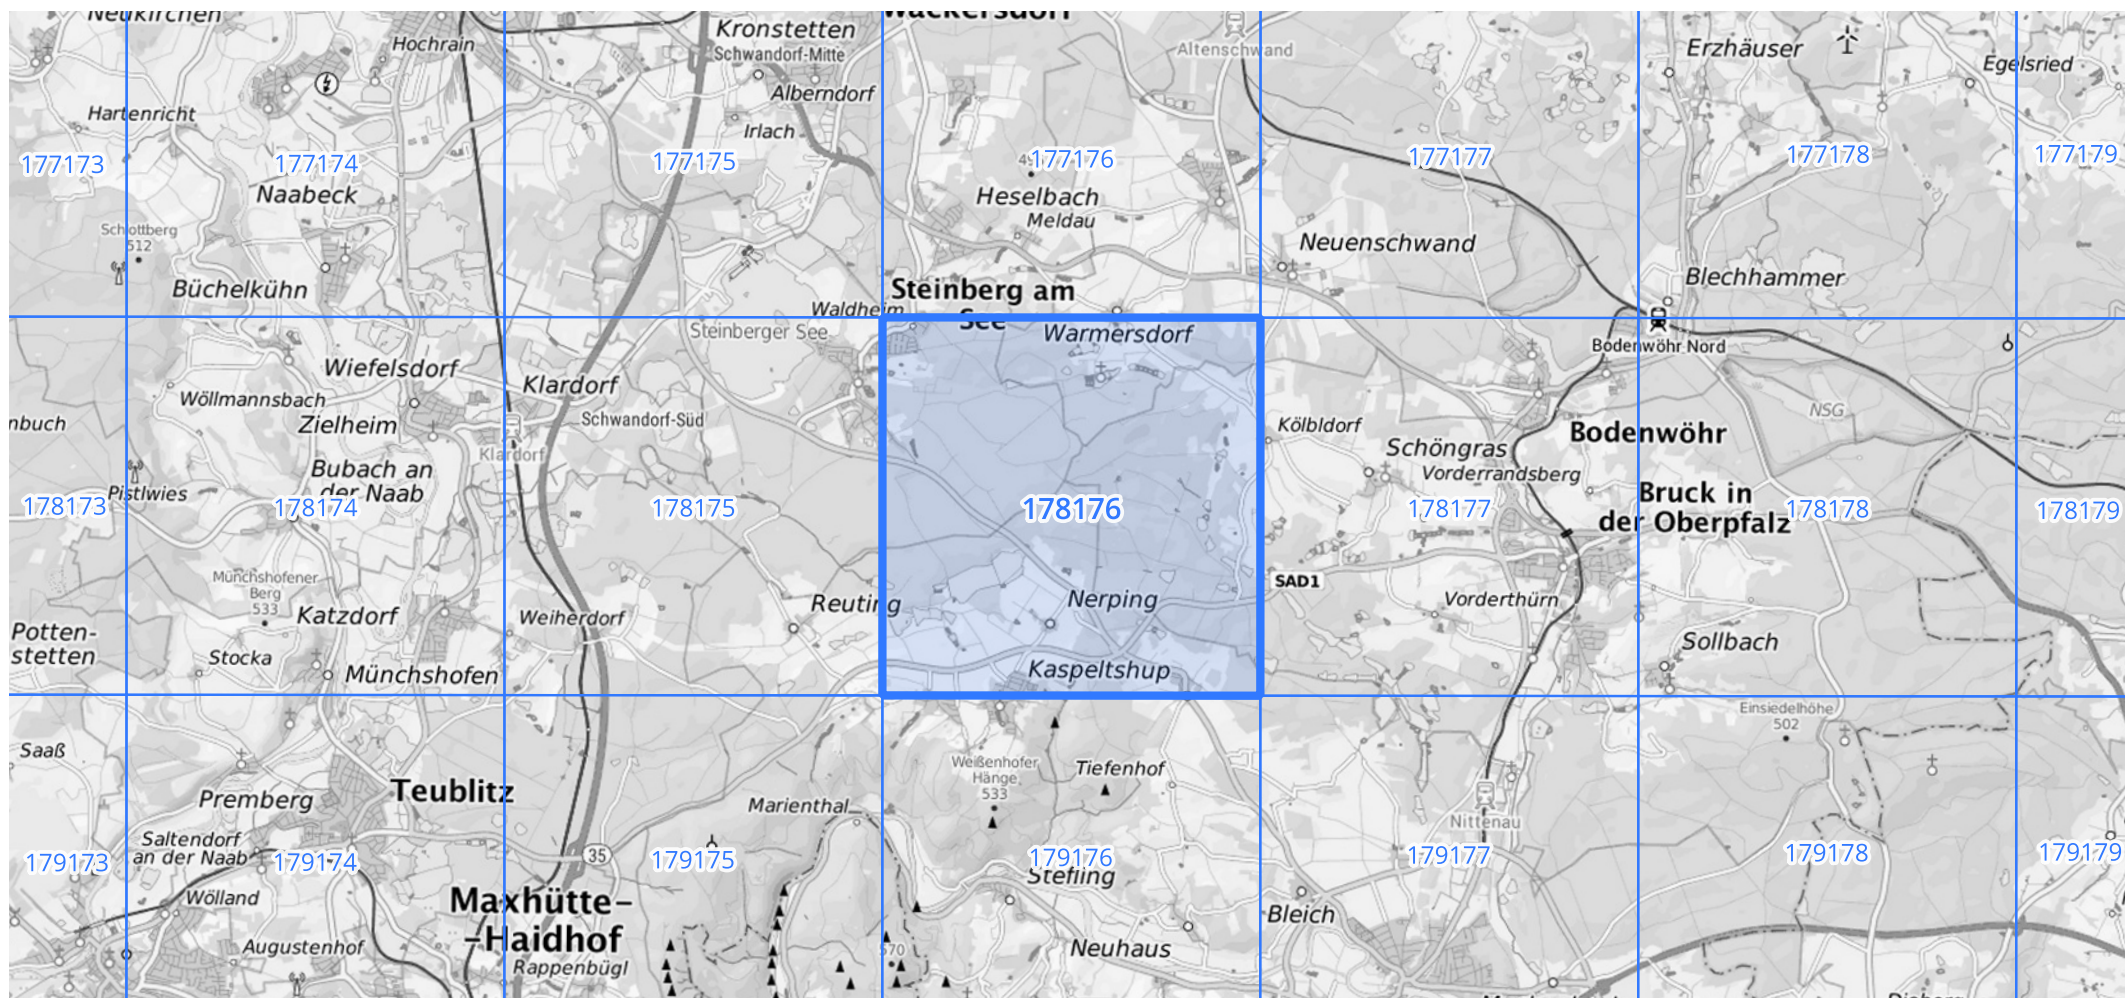 Neukirchen
Hochrain
Kronstetten
Schwandorf-Mitte
Wackersdorf
Altenschwand
Erzhäuser
Egelsried
Hartenricht
Alberndorf
Irlach
177173
177174
177175
177176
177177
177178
177179
Naabeck
Heselbach
Meldau
Schottberg
512
Neuenschwand
Büchelkühn
Blechhammer
Waldheim
Steinberg am
See
Steinberger See
Warmersdorf
Bodenwöhr Nord
Wiefelsdorf
Klardorf
Wöllmannsbach
Schwandorf-Süd
NSG
nbuch
Zielheim
Klardorf
Kölbldorf
Schöngras
Bodenwöhr
Bubach an
der Naab
Vorderrandsberg
Pistlwies
Bruck in
der Oberpfalz
178173
178174
178175
178176
178177
178178
178179
Münchshofener
Berg
533
SAD1
Katzdorf
Weiherdorf
Reuting
Nerping
Vorderthürn
Potten-
stetten
Stocka
Sollbach
Münchshofen
Kaspeltshup
Einsiedelhöhe
502
Saaß
Teublitz
Weißenhofer
Hänge
533
Tiefenhof
Premberg
Marienthal
Nittenau
Saltendorf
an der Naab
35
179173
179174
179175
179176
179177
179178
179179
Stefling
Wölland
Maxhütte-
-Haidhof
Bleich
Augustenhof
570
Neuhaus
Rappenbügl